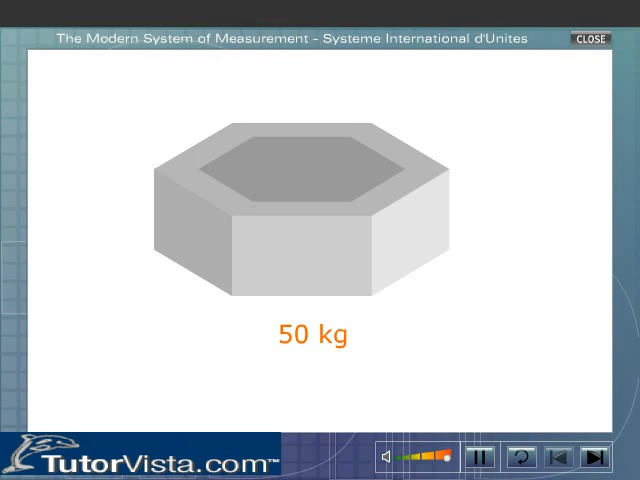 The Modern System of Measurement - Systeme International d'Unites
CLOSE
50 kg
TutorVista.com™